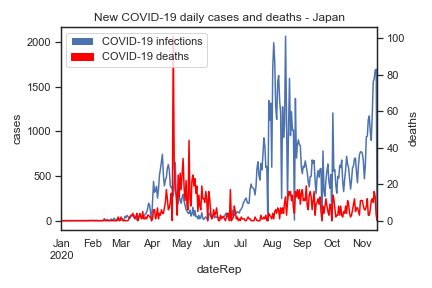 New COVID-19 daily cases and deaths - Japan
COVID-19 infections
COVID-19 deaths
2000
1500
1000
500
0
cases
100
80
60
40
20
0
deaths
Jan Feb Mar Apr May Jun Jul Aug Sep Oct Nov
2020
dateRep